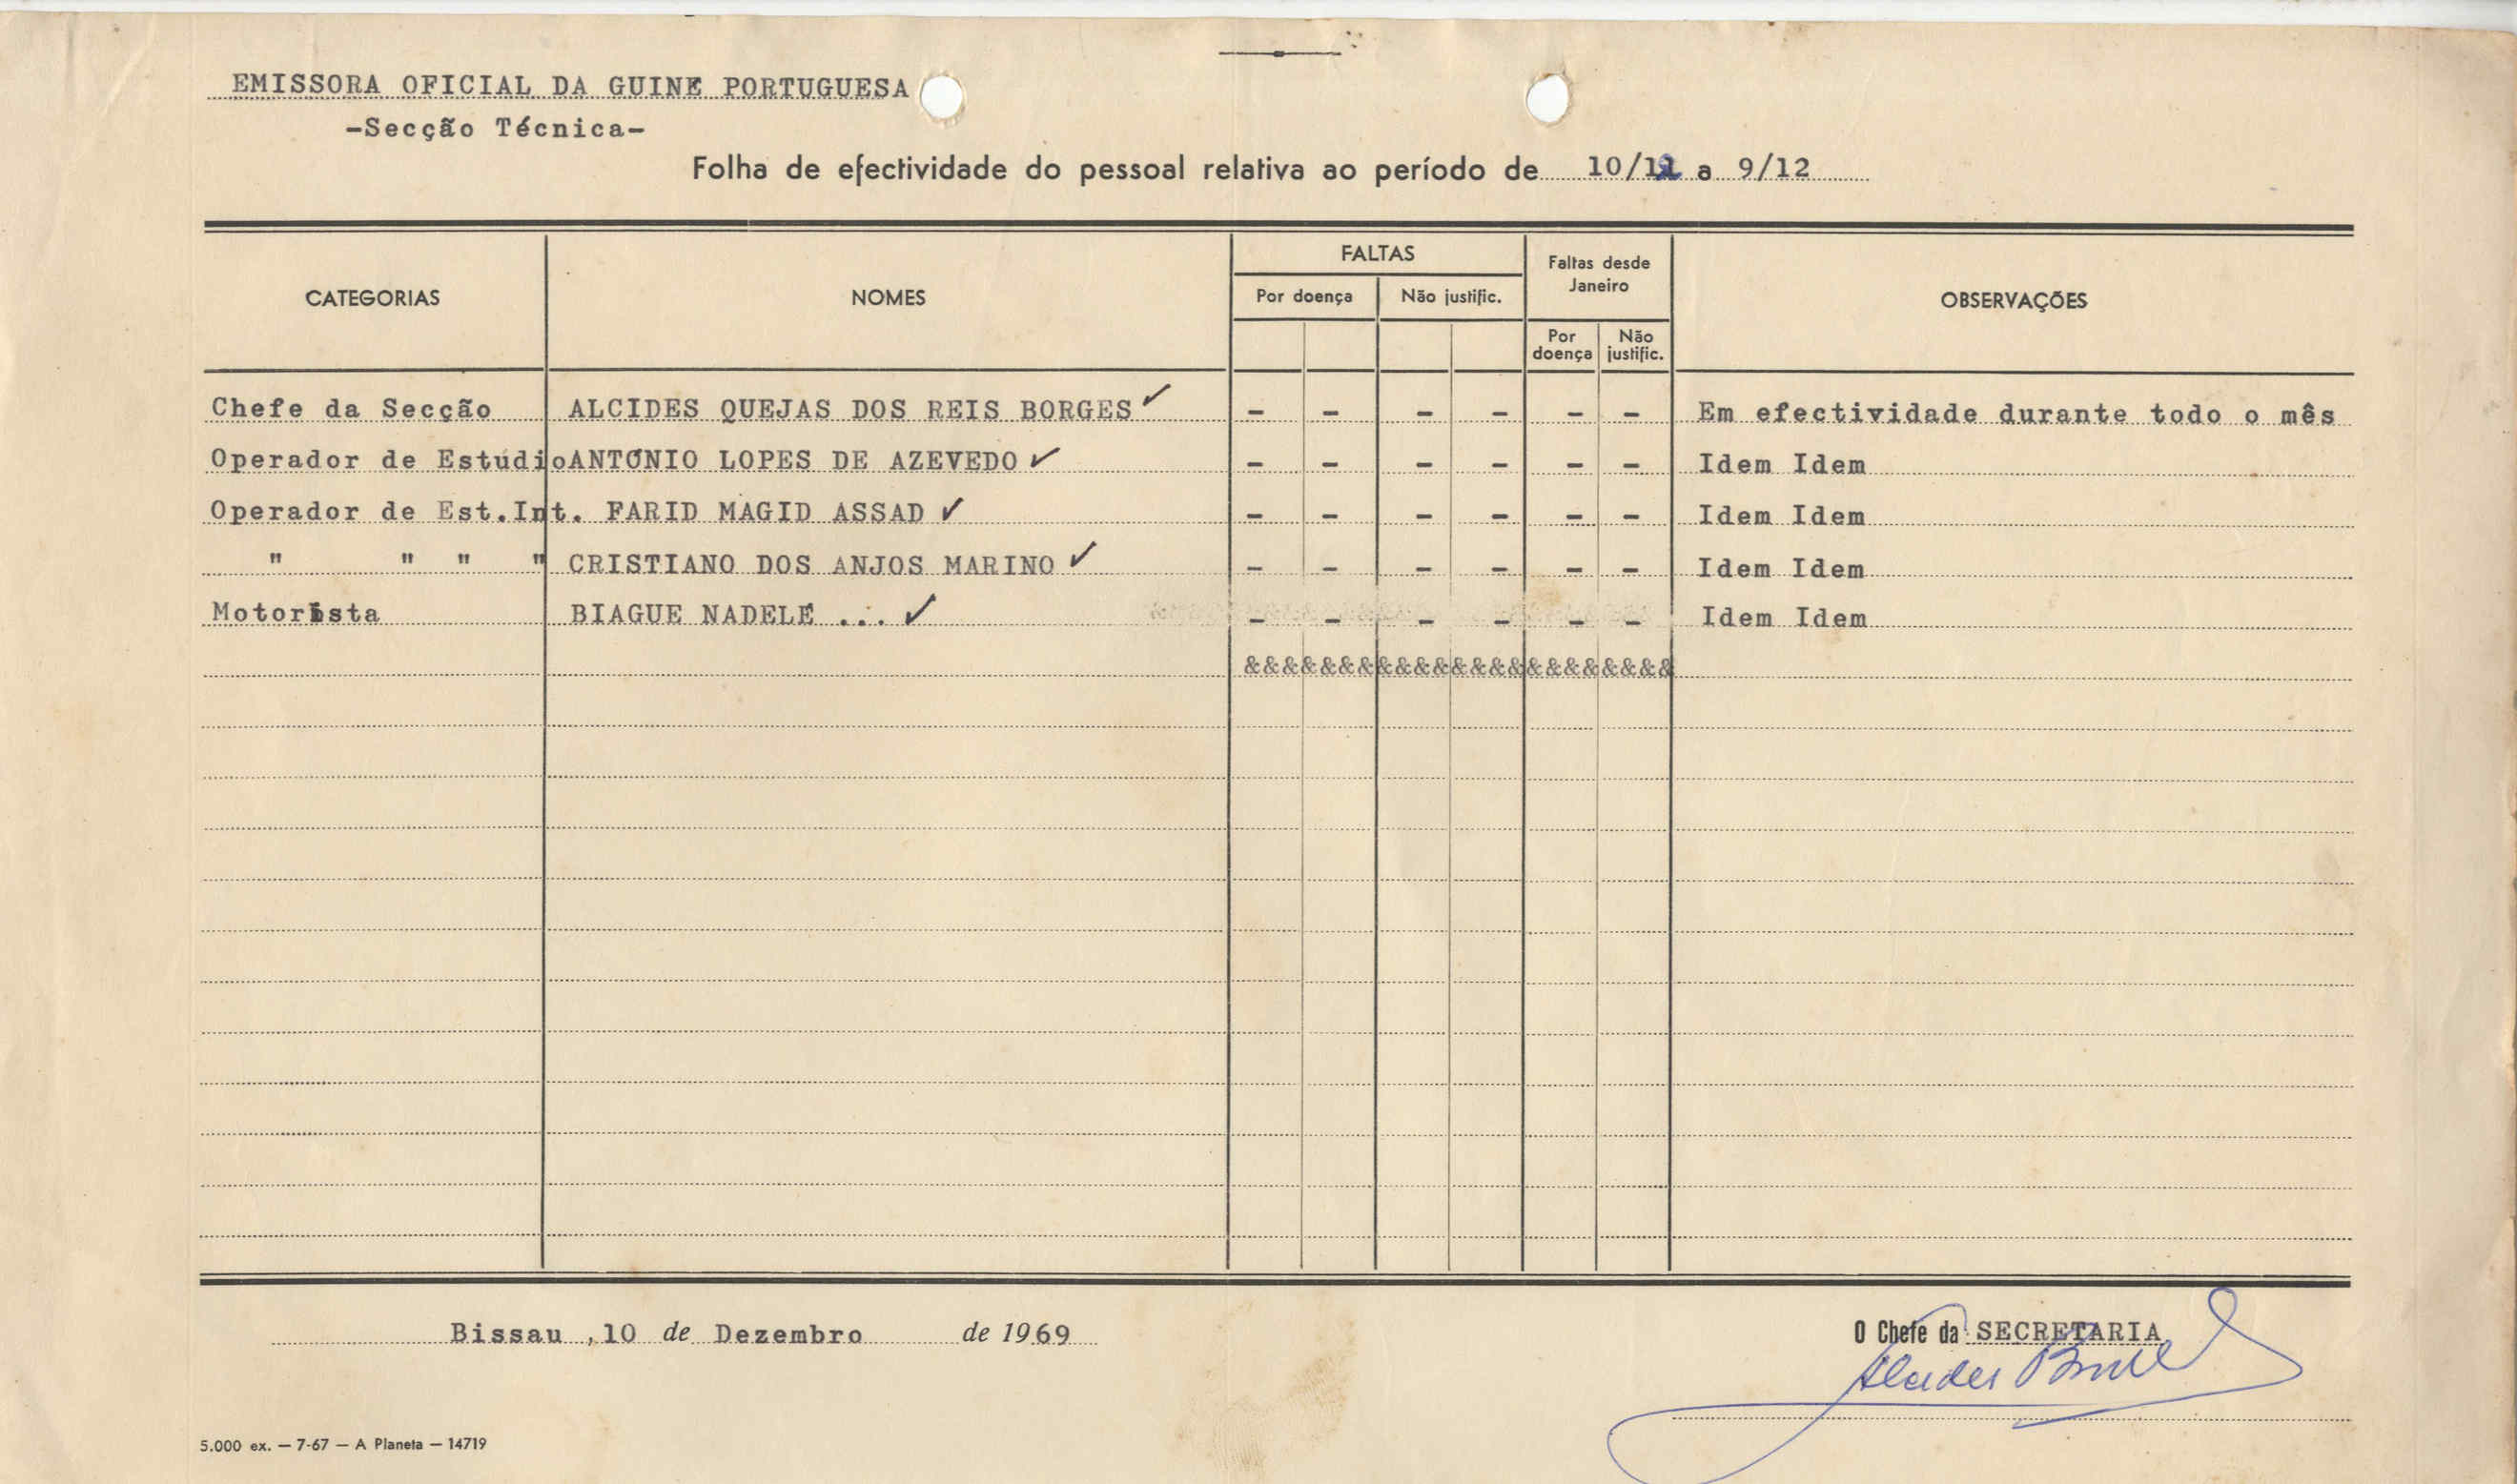 EMISSORA OFICIAL DA GUINE PORTUGUESA
-Secção Técnica-
Folha de efectividade do pessoal relativa ao período de 10/11 a 9/12
CATEGORIAS NOMES FALTAS Faltas desde Janeiro OBSERVAÇÕES
Por doença Não justific. Por doença Não justific.
Chefe da Secção ALCIDES QUEJAS DOS REIS BORGES ✓ - - - - - - Em efectividade durante todo o mês
Operador de Estúdio ANTÓNIO LOPES DE AZEVEDO ✓ - - - - - - Idem Idem
Operador de Est.Int. FARID MAGID ASSAD ✓ - - - - - - Idem Idem
" " " " CRISTIANO DOS ANJOS MARINO ✓ - - - - - - Idem Idem
Motorista BIAGUE NADELÉ ... ✓ - - - - - - Idem Idem
&&&&&&&&&&&&&&&&&&&&&&&
Bissau, 10 de Dezembro de 1969
O Chefe da SECRETARIA
5.000 ex. — 7-67 — A Planeta — 14719